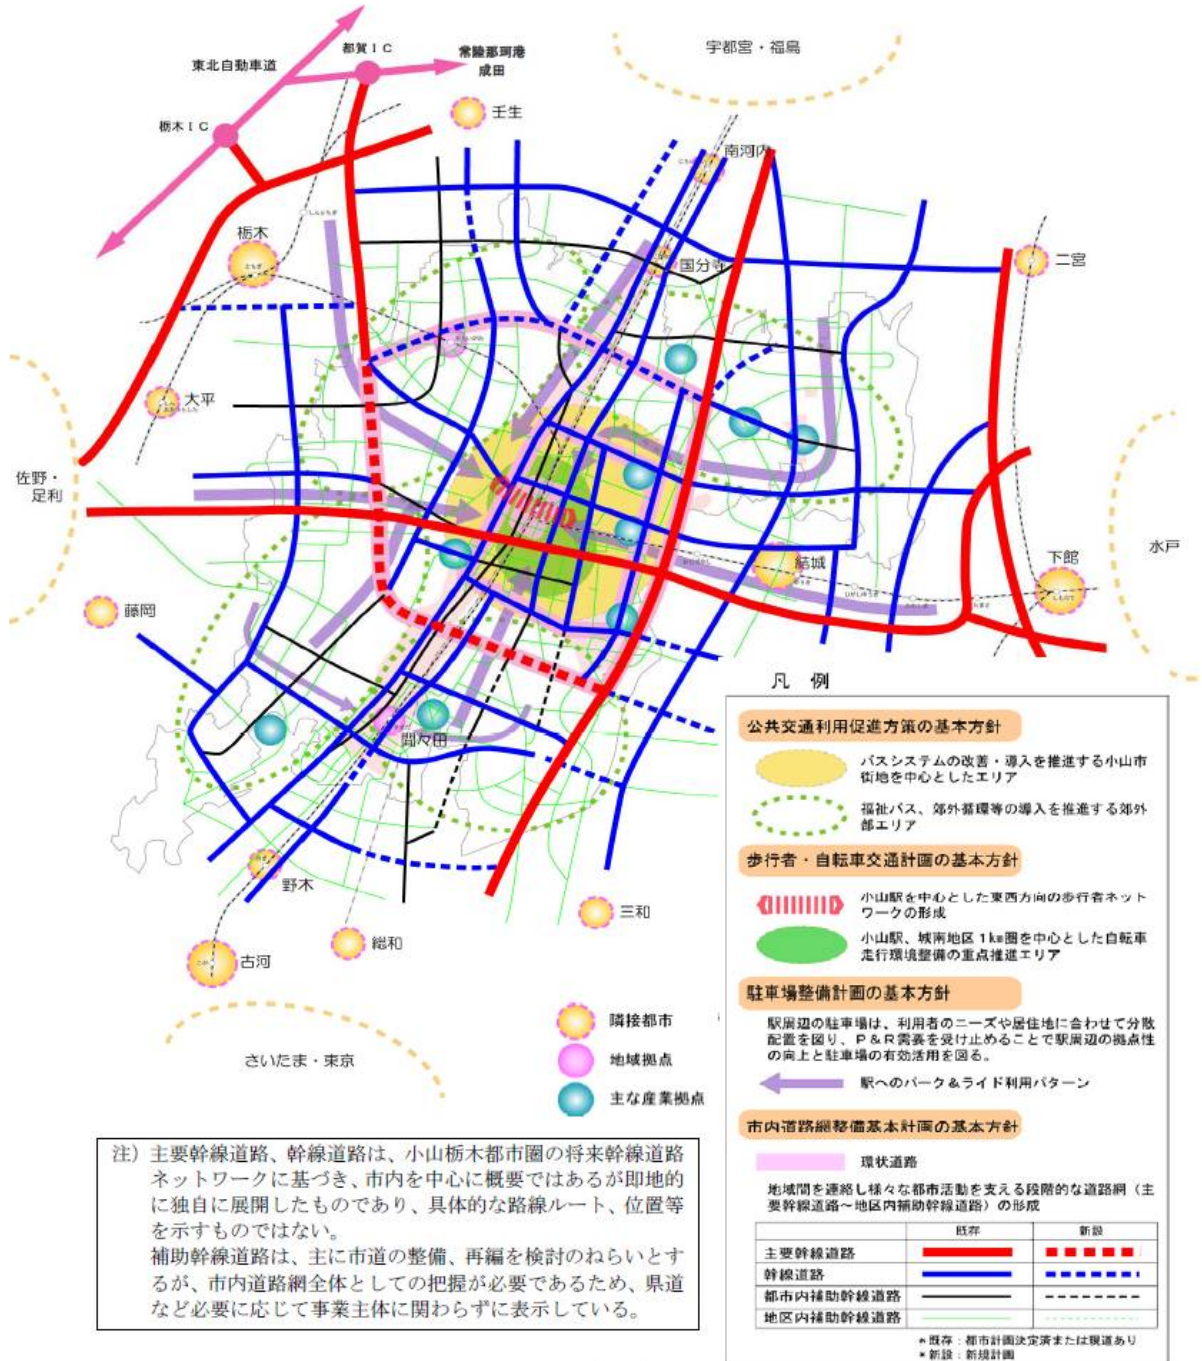 宇都宮・福島
都賀ＩＣ
常陸那珂港
成田
東北自動車道
栃木ＩＣ
壬生
南河内
栃木
国分寺
二宮
大平
佐野・
足利
水戸
結城
下館
藤岡
間々田
野木
三和
総和
古河
さいたま・東京
隣接都市
地域拠点
主な産業拠点
凡　例
公共交通利用促進方策の基本方針
バスシステムの改善・導入を推進する小山市
街地を中心としたエリア
福祉バス、郊外循環等の導入を推進する郊外
部エリア
歩行者・自転車交通計画の基本方針
小山駅を中心とした東西方向の歩行者ネット
ワークの形成
小山駅、城南地区１㎞圏を中心とした自転車
走行環境整備の重点推進エリア
駐車場整備計画の基本方針
駅周辺の駐車場は、利用者のニーズや居住地に合わせて分散
配置を図り、Ｐ＆Ｒ需要を受け止めることで駅周辺の拠点性
の向上と駐車場の有効活用を図る。
駅へのパーク＆ライド利用パターン
市内道路網整備基本計画の基本方針
環状道路
地域間を連絡し様々な都市活動を支える段階的な道路網（主
要幹線道路～地区内補助幹線道路）の形成
既存　新設
主要幹線道路
幹線道路
都市内補助幹線道路
地区内補助幹線道路
＊既存：都市計画決定済または現道あり
＊新設：新規計画
注）主要幹線道路、幹線道路は、小山栃木都市圏の将来幹線道路
ネットワークに基づき、市内を中心に概要ではあるが即地的
に独自に展開したものであり、具体的な路線ルート、位置等
を示すものではない。
補助幹線道路は、主に市道の整備、再編を検討のねらいとす
るが、市内道路網全体としての把握が必要であるため、県道
など必要に応じて事業主体に関わらずに表示している。